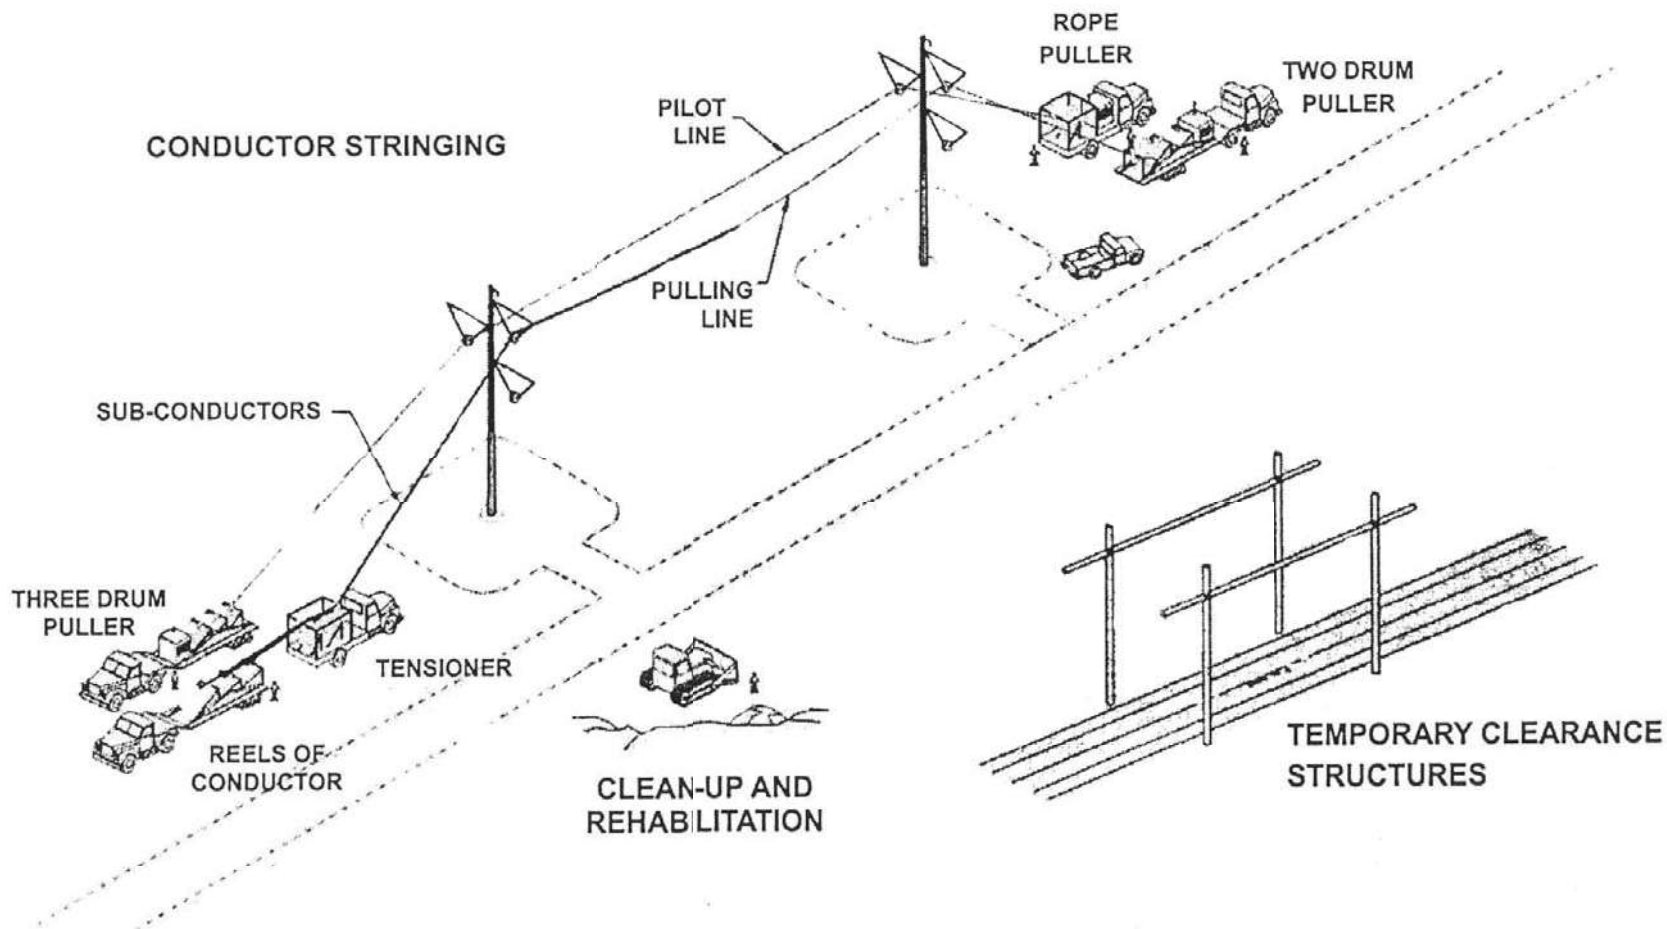 ROPE
PULLER
TWO DRUM
PULLER
PILOT
LINE
CONDUCTOR STRINGING
PULLING
LINE
SUB-CONDUCTORS
THREE DRUM
PULLER
TENSIONER
REELS OF
CONDUCTOR
CLEAN-UP AND
REHABILITATION
TEMPORARY CLEARANCE
STRUCTURES